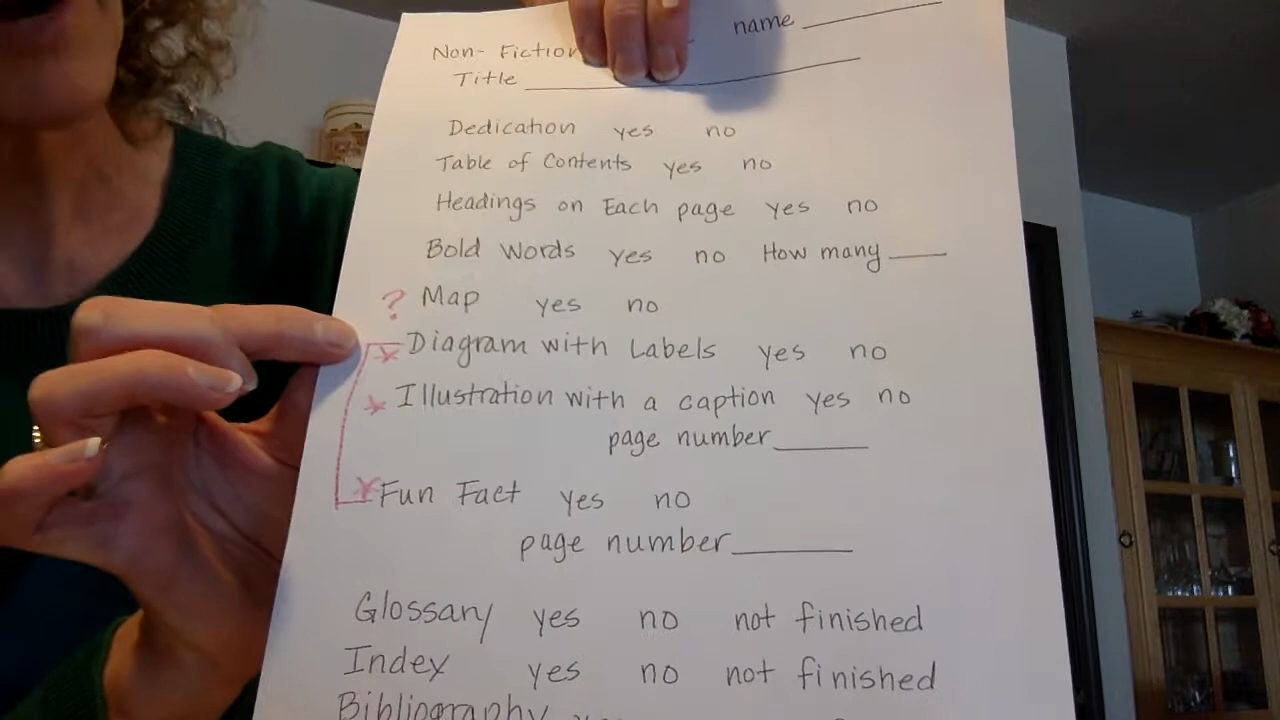 name
Non-Fiction
Title
Dedication yes no
Table of Contents yes no
Headings on Each page yes no
Bold Words yes no How many
? Map yes no
Diagram with Labels yes no
Illustration with a caption yes no
page number
Fun Fact yes no
page number
Glossary yes no not finished
Index yes no not finished
Bibliography